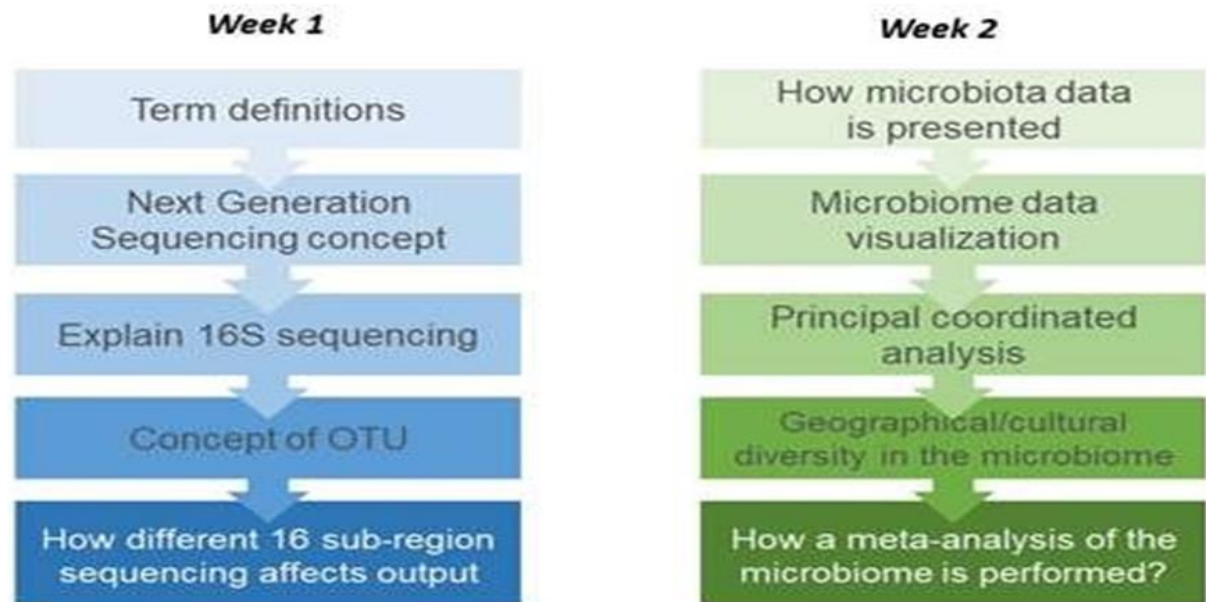 Week 1
Term definitions
Next Generation
Sequencing concept
Explain 16S sequencing
Concept of OTU
How different 16 sub-region
sequencing affects output
Week 2
How microbiota data
is presented
Microbiome data
visualization
Principal coordinated
analysis
Geographical/cultural
diversity in the microbiome
How a meta-analysis of the
microbiome is performed?